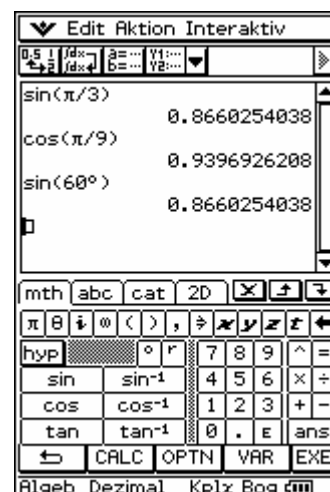 Edit Aktion Interaktiv
sin(π/3)
0.8660254038
cos(π/9)
0.9396926208
sin(60°)
0.8660254038
mth abc cat 2D
π θ i ∞ ( ) , ⇒ x y z t ←
hyp ° r 7 8 9 ^ =
sin sin⁻¹ 4 5 6 × ÷
cos cos⁻¹ 1 2 3 + −
tan tan⁻¹ 0 . E ans
CALC OPTN VAR EXE
Algeb Dezimal Kplx Bog